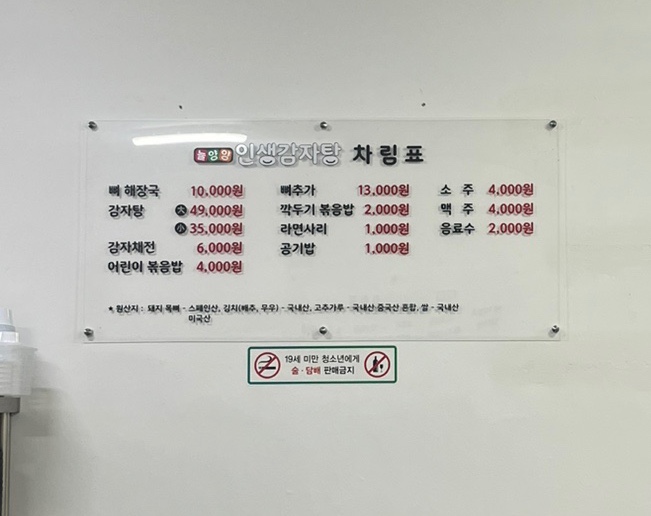 늘양양 인생감자탕 차림표
뼈 해장국 10,000원
감자탕 大 49,000원
小 35,000원
감자채전 6,000원
어린이 볶음밥 4,000원
뼈추가 13,000원
깍두기 볶음밥 2,000원
라면사리 1,000원
공기밥 1,000원
소 주 4,000원
맥 주 4,000원
음료수 2,000원
* 원산지 : 돼지 목뼈 - 스페인산, 김치(배추, 무우) - 국내산, 고추가루 - 국내산 중국산 혼합, 쌀 - 국내산
미국산
19세 미만 청소년에게
술·담배 판매금지